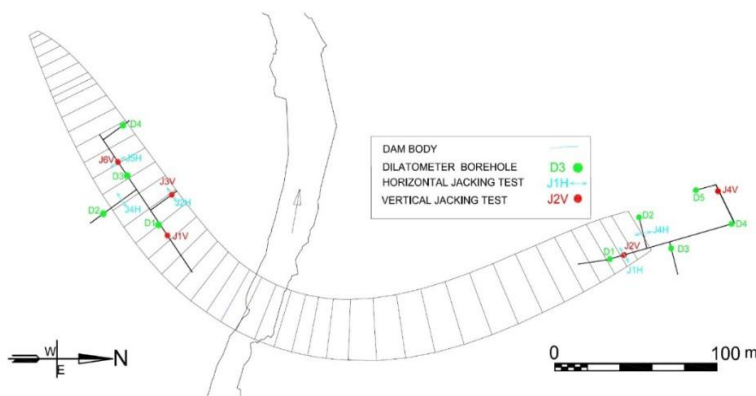 D4
J6V
J5H
D3
J3V
J4H
J2H
D2
D1
J1V
DAM BODY
DILATOMETER BOREHOLE D3
HORIZONTAL JACKING TEST J1H
VERTICAL JACKING TEST J2V
D5
J4V
D2
D4
J4H
D3
D1
J2V
J1H
W
E
N
0
100 m